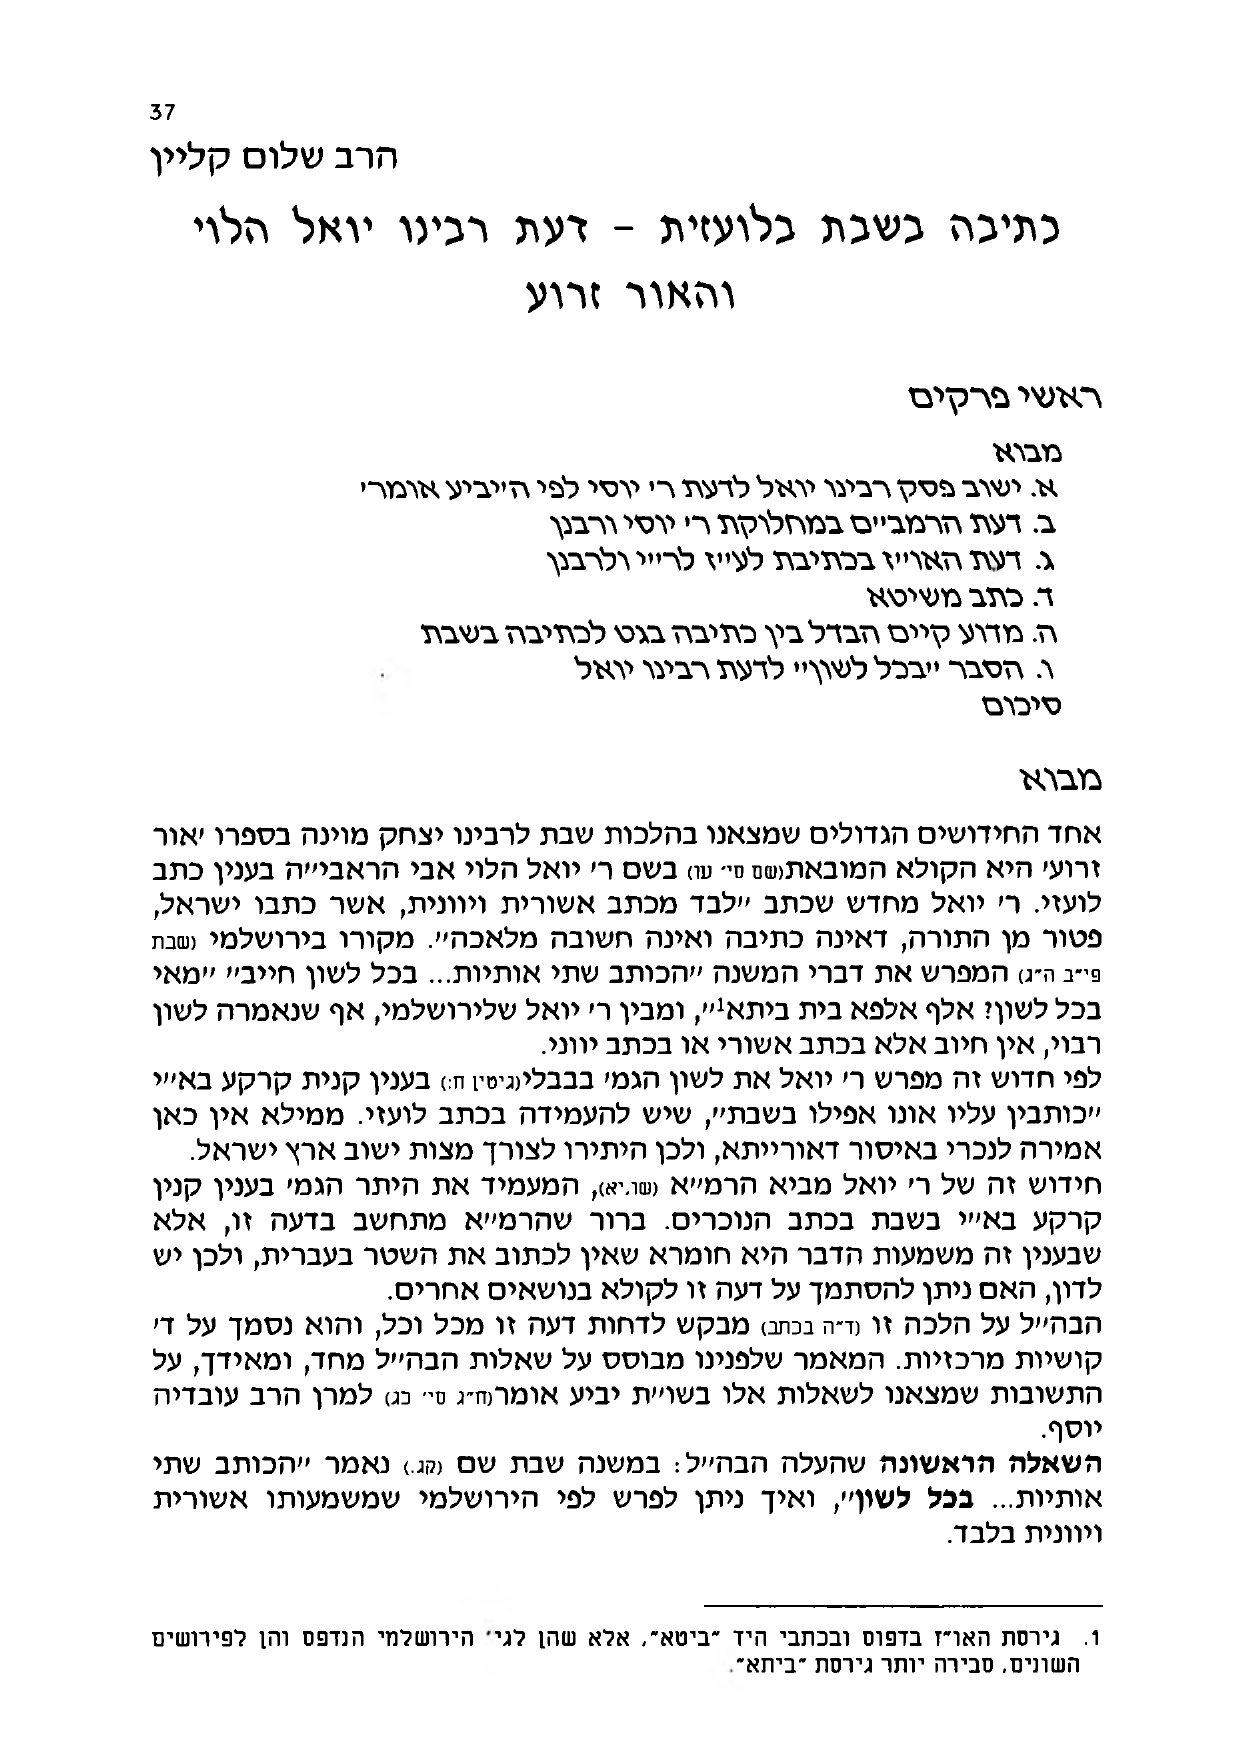 37
הרב שלום קליין
כתיבה בשבת בלועזית – דעת רבינו יואל הלוי
והאור זרוע
ראשי פרקים
מבוא
א. ישוב פסק רבינו יואל לדעת ר׳ יוסי לפי ה״יביע אומר׳
ב. דעת הרמב״ם במחלוקת ר׳ יוסי ורבנן
ג. דעת האו״ז בכתיבת לע״ז לר״י ולרבנן
ד. כתב משיטא
ה. מדוע קיים הבדל בין כתיבה בגט לכתיבה בשבת
ו. הסבר ״בכל לשון״ לדעת רבינו יואל
סיכום
מבוא
אחד החידושים הגדולים שמצאנו בהלכות שבת לרבינו יצחק מוינה בספרו ׳אור
זרוע׳ היא הקולא המובאת(שם סי׳ עו) בשם ר׳ יואל הלוי אבי הראבי״ה בענין כתב
לועזי. ר׳ יואל מחדש שכתב ״לבד מכתב אשורית ויוונית, אשר כתבו ישראל,
פטור מן התורה, דאינה כתיבה ואינה חשובה מלאכה״. מקורו בירושלמי (שבת
פי״ב ה״ג) המפרש את דברי המשנה ״הכותב שתי אותיות... בכל לשון חייב״ ״מאי
בכל לשון? אלף אלפא בית ביתא1״, ומבין ר׳ יואל שלירושלמי, אף שנאמרה לשון
רבוי, אין חיוב אלא בכתב אשורי או בכתב יווני.
לפי חדוש זה מפרש ר׳ יואל את לשון הגמ׳ בבבלי(גיטין ח:) בענין קנית קרקע בא״י
״כותבין עליו אונו אפילו בשבת״, שיש להעמידה בכתב לועזי. ממילא אין כאן
אמירה לנכרי באיסור דאורייתא, ולכן היתירו לצורך מצות ישוב ארץ ישראל.
חידוש זה של ר׳ יואל מביא הרמ״א (שו,יא), המעמיד את היתר הגמ׳ בענין קנין
קרקע בא״י בשבת בכתב הנוכרים. ברור שהרמ״א מתחשב בדעה זו, אלא
שבענין זה משמעות הדבר היא חומרא שאין לכתוב את השטר בעברית, ולכן יש
לדון, האם ניתן להסתמך על דעה זו לקולא בנושאים אחרים.
הבה״ל על הלכה זו (ד״ה בכתב) מבקש לדחות דעה זו מכל וכל, והוא נסמך על ד׳
קושיות מרכזיות. המאמר שלפנינו מבוסס על שאלות הבה״ל מחד, ומאידך, על
התשובות שמצאנו לשאלות אלו בשו״ת יביע אומר(ח״ג סי׳ כג) למרן הרב עובדיה
יוסף.
השאלה הראשונה שהעלה הבה״ל: במשנה שבת שם (קג.) נאמר ״הכותב שתי
אותיות... בכל לשון״, ואיך ניתן לפרש לפי הירושלמי שמשמעותו אשורית
ויוונית בלבד.
1. גירסת האו״ז בדפוס ובכתבי היד ״ביטא״, אלא שהן לגי׳ הירושלמי הנדפס והן לפירושים
השונים, סבירה יותר גירסת ״ביתא״.